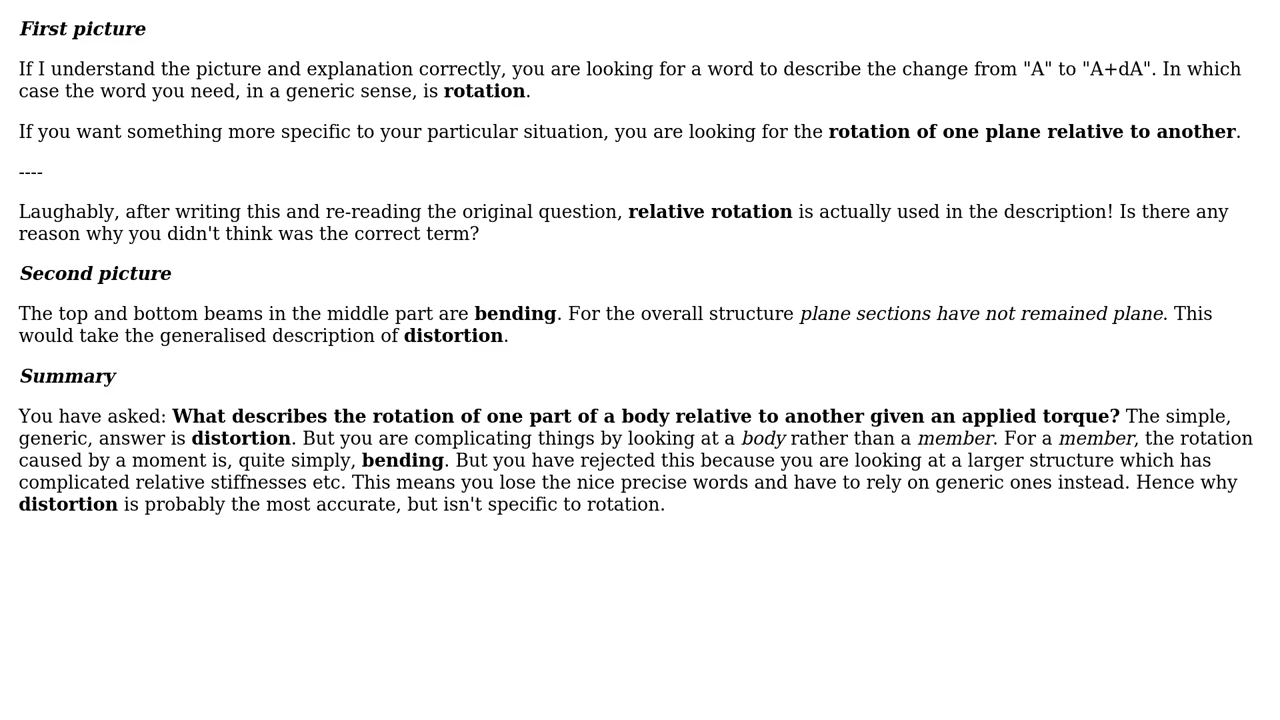 First picture
If I understand the picture and explanation correctly, you are looking for a word to describe the change from "A" to "A+dA". In which
case the word you need, in a generic sense, is rotation.
If you want something more specific to your particular situation, you are looking for the rotation of one plane relative to another.
----
Laughably, after writing this and re-reading the original question, relative rotation is actually used in the description! Is there any
reason why you didn't think was the correct term?
Second picture
The top and bottom beams in the middle part are bending. For the overall structure plane sections have not remained plane. This
would take the generalised description of distortion.
Summary
You have asked: What describes the rotation of one part of a body relative to another given an applied torque? The simple,
generic, answer is distortion. But you are complicating things by looking at a body rather than a member. For a member, the rotation
caused by a moment is, quite simply, bending. But you have rejected this because you are looking at a larger structure which has
complicated relative stiffnesses etc. This means you lose the nice precise words and have to rely on generic ones instead. Hence why
distortion is probably the most accurate, but isn't specific to rotation.